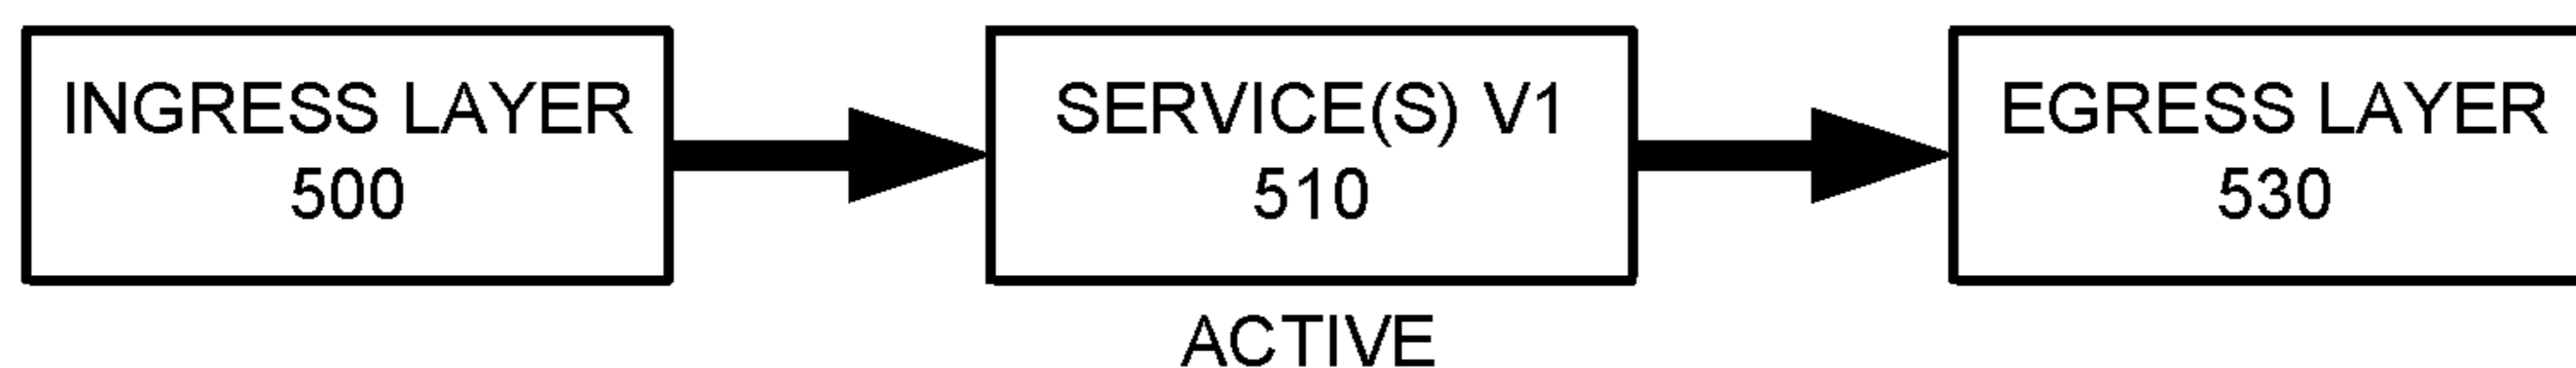 INGRESS LAYER
500
SERVICE(S) V1
510
ACTIVE
EGRESS LAYER
530